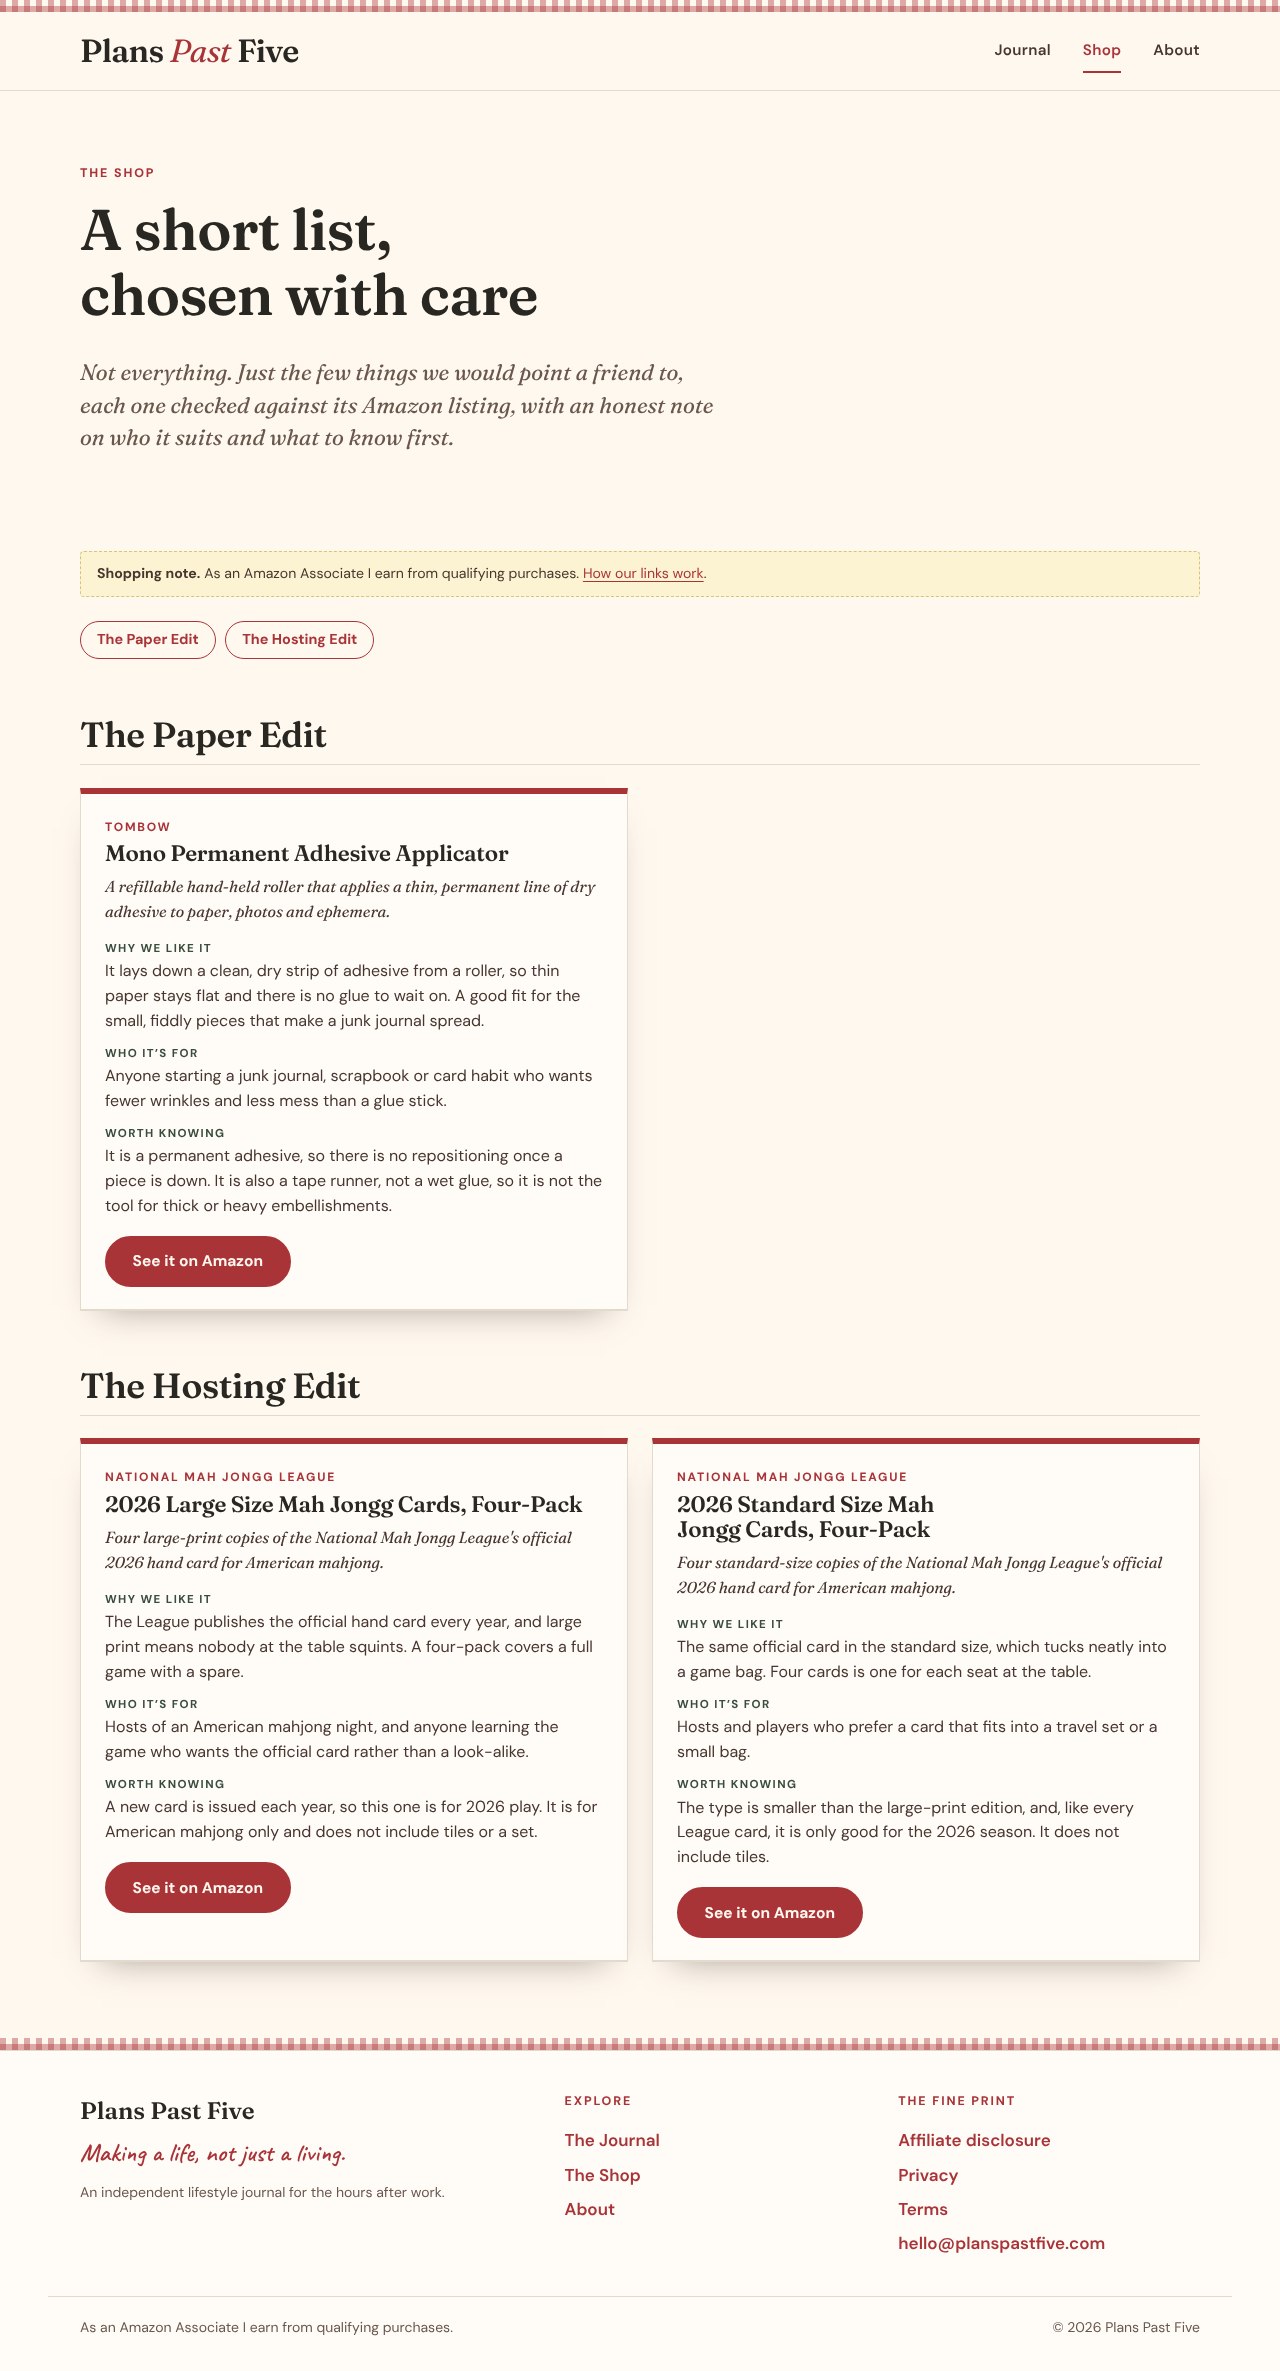 Plans Past Five
Journal
Shop
About
THE SHOP
A short list,
chosen with care
Not everything. Just the few things we would point a friend to,
each one checked against its Amazon listing, with an honest note
on who it suits and what to know first.
Shopping note. As an Amazon Associate I earn from qualifying purchases. How our links work.
The Paper Edit
The Hosting Edit
The Paper Edit
TOMBOW
Mono Permanent Adhesive Applicator
A refillable hand-held roller that applies a thin, permanent line of dry
adhesive to paper, photos and ephemera.
WHY WE LIKE IT
It lays down a clean, dry strip of adhesive from a roller, so thin
paper stays flat and there is no glue to wait on. A good fit for the
small, fiddly pieces that make a junk journal spread.
WHO IT'S FOR
Anyone starting a junk journal, scrapbook or card habit who wants
fewer wrinkles and less mess than a glue stick.
WORTH KNOWING
It is a permanent adhesive, so there is no repositioning once a
piece is down. It is also a tape runner, not a wet glue, so it is not the
tool for thick or heavy embellishments.
See it on Amazon
The Hosting Edit
NATIONAL MAH JONGG LEAGUE
2026 Large Size Mah Jongg Cards, Four-Pack
Four large-print copies of the National Mah Jongg League's official
2026 hand card for American mahjong.
WHY WE LIKE IT
The League publishes the official hand card every year, and large
print means nobody at the table squints. A four-pack covers a full
game with a spare.
WHO IT'S FOR
Hosts of an American mahjong night, and anyone learning the
game who wants the official card rather than a look-alike.
WORTH KNOWING
A new card is issued each year, so this one is for 2026 play. It is for
American mahjong only and does not include tiles or a set.
See it on Amazon
NATIONAL MAH JONGG LEAGUE
2026 Standard Size Mah
Jongg Cards, Four-Pack
Four standard-size copies of the National Mah Jongg League's official
2026 hand card for American mahjong.
WHY WE LIKE IT
The same official card in the standard size, which tucks neatly into
a game bag. Four cards is one for each seat at the table.
WHO IT'S FOR
Hosts and players who prefer a card that fits into a travel set or a
small bag.
WORTH KNOWING
The type is smaller than the large-print edition, and, like every
League card, it is only good for the 2026 season. It does not
include tiles.
See it on Amazon
Plans Past Five
Making a life, not just a living.
An independent lifestyle journal for the hours after work.
EXPLORE
The Journal
The Shop
About
THE FINE PRINT
Affiliate disclosure
Privacy
Terms
hello@planspastfive.com
As an Amazon Associate I earn from qualifying purchases.
© 2026 Plans Past Five